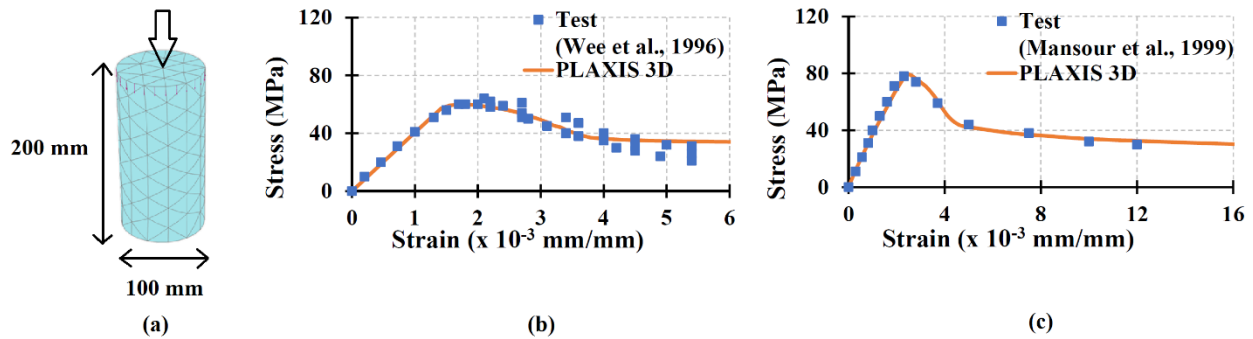 200 mm
100 mm
(a)
Stress (MPa)
120
80
40
0
0 1 2 3 4 5 6
Strain (x 10-3 mm/mm)
Test
(Wee et al., 1996)
PLAXIS 3D
(b)
Stress (MPa)
120
80
40
0
0 4 8 12 16
Strain (x 10-3 mm/mm)
Test
(Mansour et al., 1999)
PLAXIS 3D
(c)